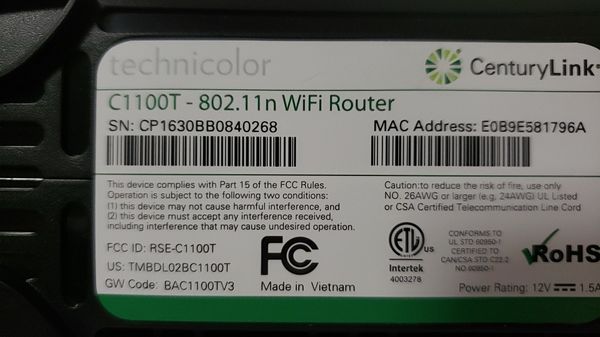 technicolor
CenturyLink®
C1100T - 802.11n WiFi Router
SN: CP1630BB0840268
MAC Address: E0B9E581796A
This device complies with Part 15 of the FCC Rules.
Operation is subject to the following two conditions:
(1) this device may not cause harmful interference, and
(2) this device must accept any interference received,
including interference that may cause undesired operation.
Caution:to reduce the risk of fire, use only
NO. 26AWG or larger (e.g, 24AWG) UL Listed
or CSA Certified Telecommunication Line Cord
FCC ID: RSE-C1100T
US: TMBDL02BC1100T
GW Code: BAC1100TV3
FC
Made in Vietnam
ETL
US
Intertek
4003278
CONFORMS TO
UL STD 60950-1
CERTIFIED TO
CAN/CSA STD C22.2
NO.60950-1
RoHS
Power Rating: 12V 1.5A